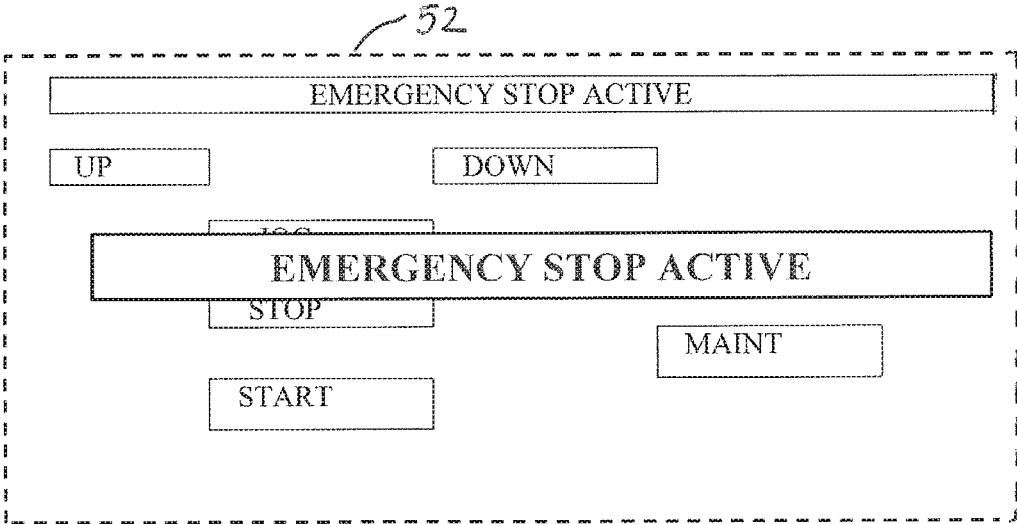 52
EMERGENCY STOP ACTIVE
UP DOWN
EMERGENCY STOP ACTIVE
STOP
MAINT
START